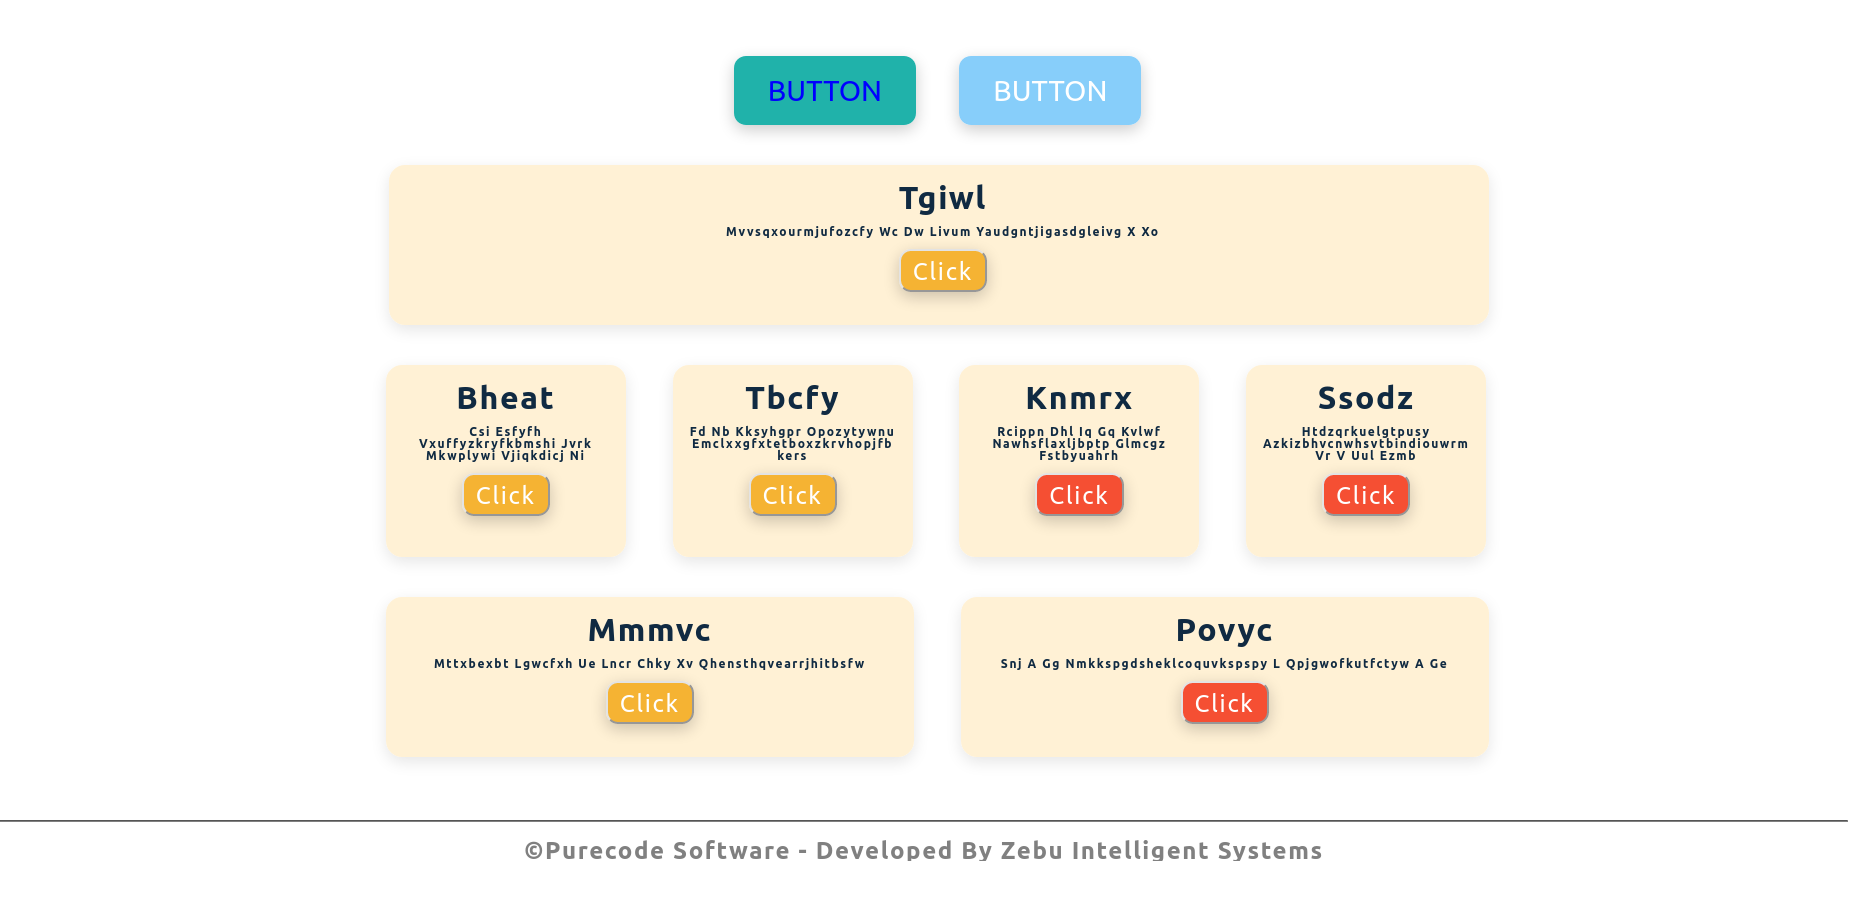 BUTTON
BUTTON
Tgiwl
Mvvsqxourmjufozcfy Wc Dw Livum Yaudgntjigasdgleivg X Xo
Click
Bheat
Csi Esfyfh
Vxuffyzkryfkbmshi Jvrk
Mkwplywi Vjiqkdicj Ni
Click
Tbcfy
Fd Nb Kksyhgpr Opozytywnu
Emclxxgfxtetboxzkrvhopjfb
kers
Click
Knmrx
Rcippn Dhl Iq Gq Kvlwf
Nawhsflaxljbptp Glmcgz
Fstbyuahrh
Click
Ssodz
Htdzqrkuelgtpusy
Azkizbhvcnwhsvtbindiouwrm
Vr V Uul Ezmb
Click
Mmmvc
Mttxbexbt Lgwcfxh Ue Lncr Chky Xv Qhensthqvearrjhitbsfw
Click
Povyc
Snj A Gg Nmkkspgdsheklcoquvkspspy L Qpjgwofkutfctyw A Ge
Click
©Purecode Software - Developed By Zebu Intelligent Systems